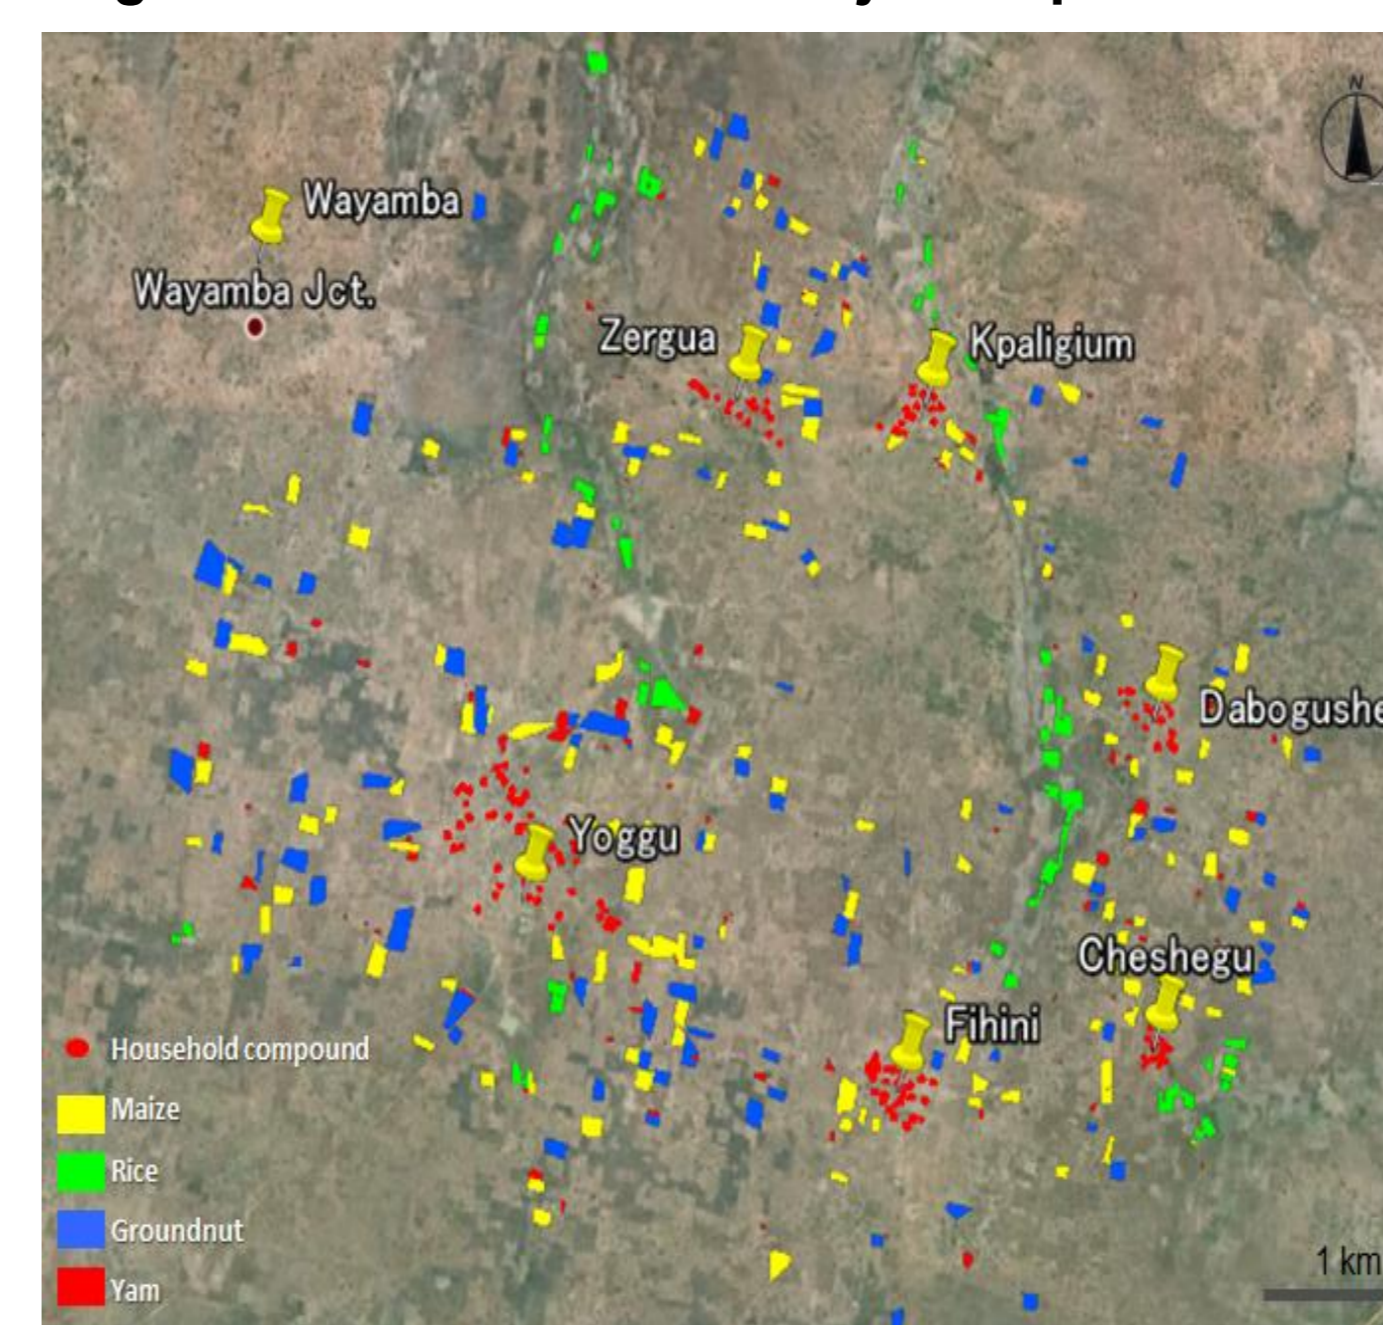 N
Wayamba
Wayamba Jct.
Zergua
Kpaligium
Dabogushe
Yoggu
Cheshegu
Fihini
Household compound
Maize
Rice
Groundnut
Yam
1 km